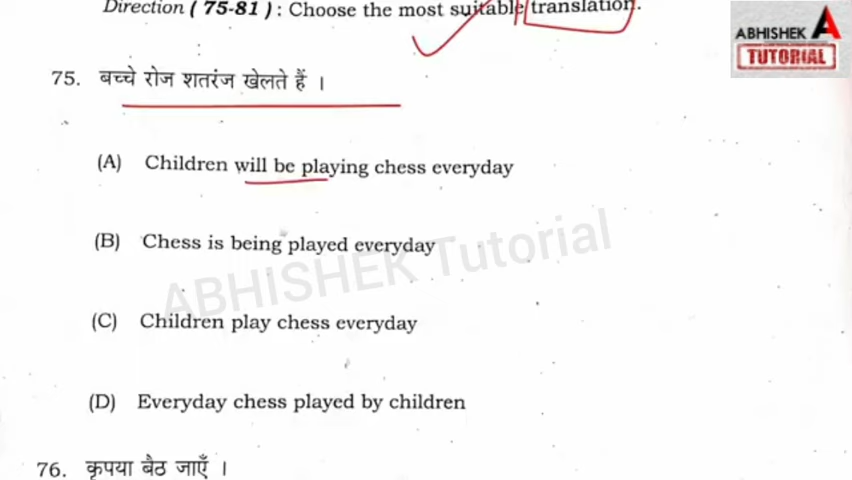 Direction ( 75-81 ) : Choose the most suitable translation.
ABHISHEK A
TUTORIAL
75. बच्चे रोज शतरंज खेलते हैं ।
(A) Children will be playing chess everyday
(B) Chess is being played everyday
ABHISHEK Tutorial
(C) Children play chess everyday
(D) Everyday chess played by children
76. कृपया बैठ जाएँ ।